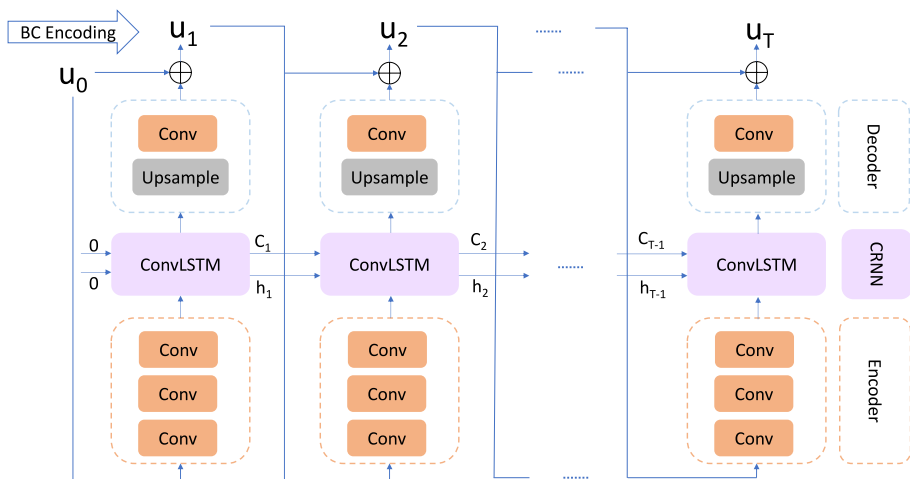 BC Encoding
u1 u2 ....... uT
u0 .......
Conv Conv Conv
Upsample Upsample Upsample
Decoder
0 C1 C2 CT-1
ConvLSTM ConvLSTM ....... ConvLSTM
0 h1 h2 hT-1
CRNN
Conv Conv Conv
Conv Conv Conv
Conv Conv Conv
Encoder
.......